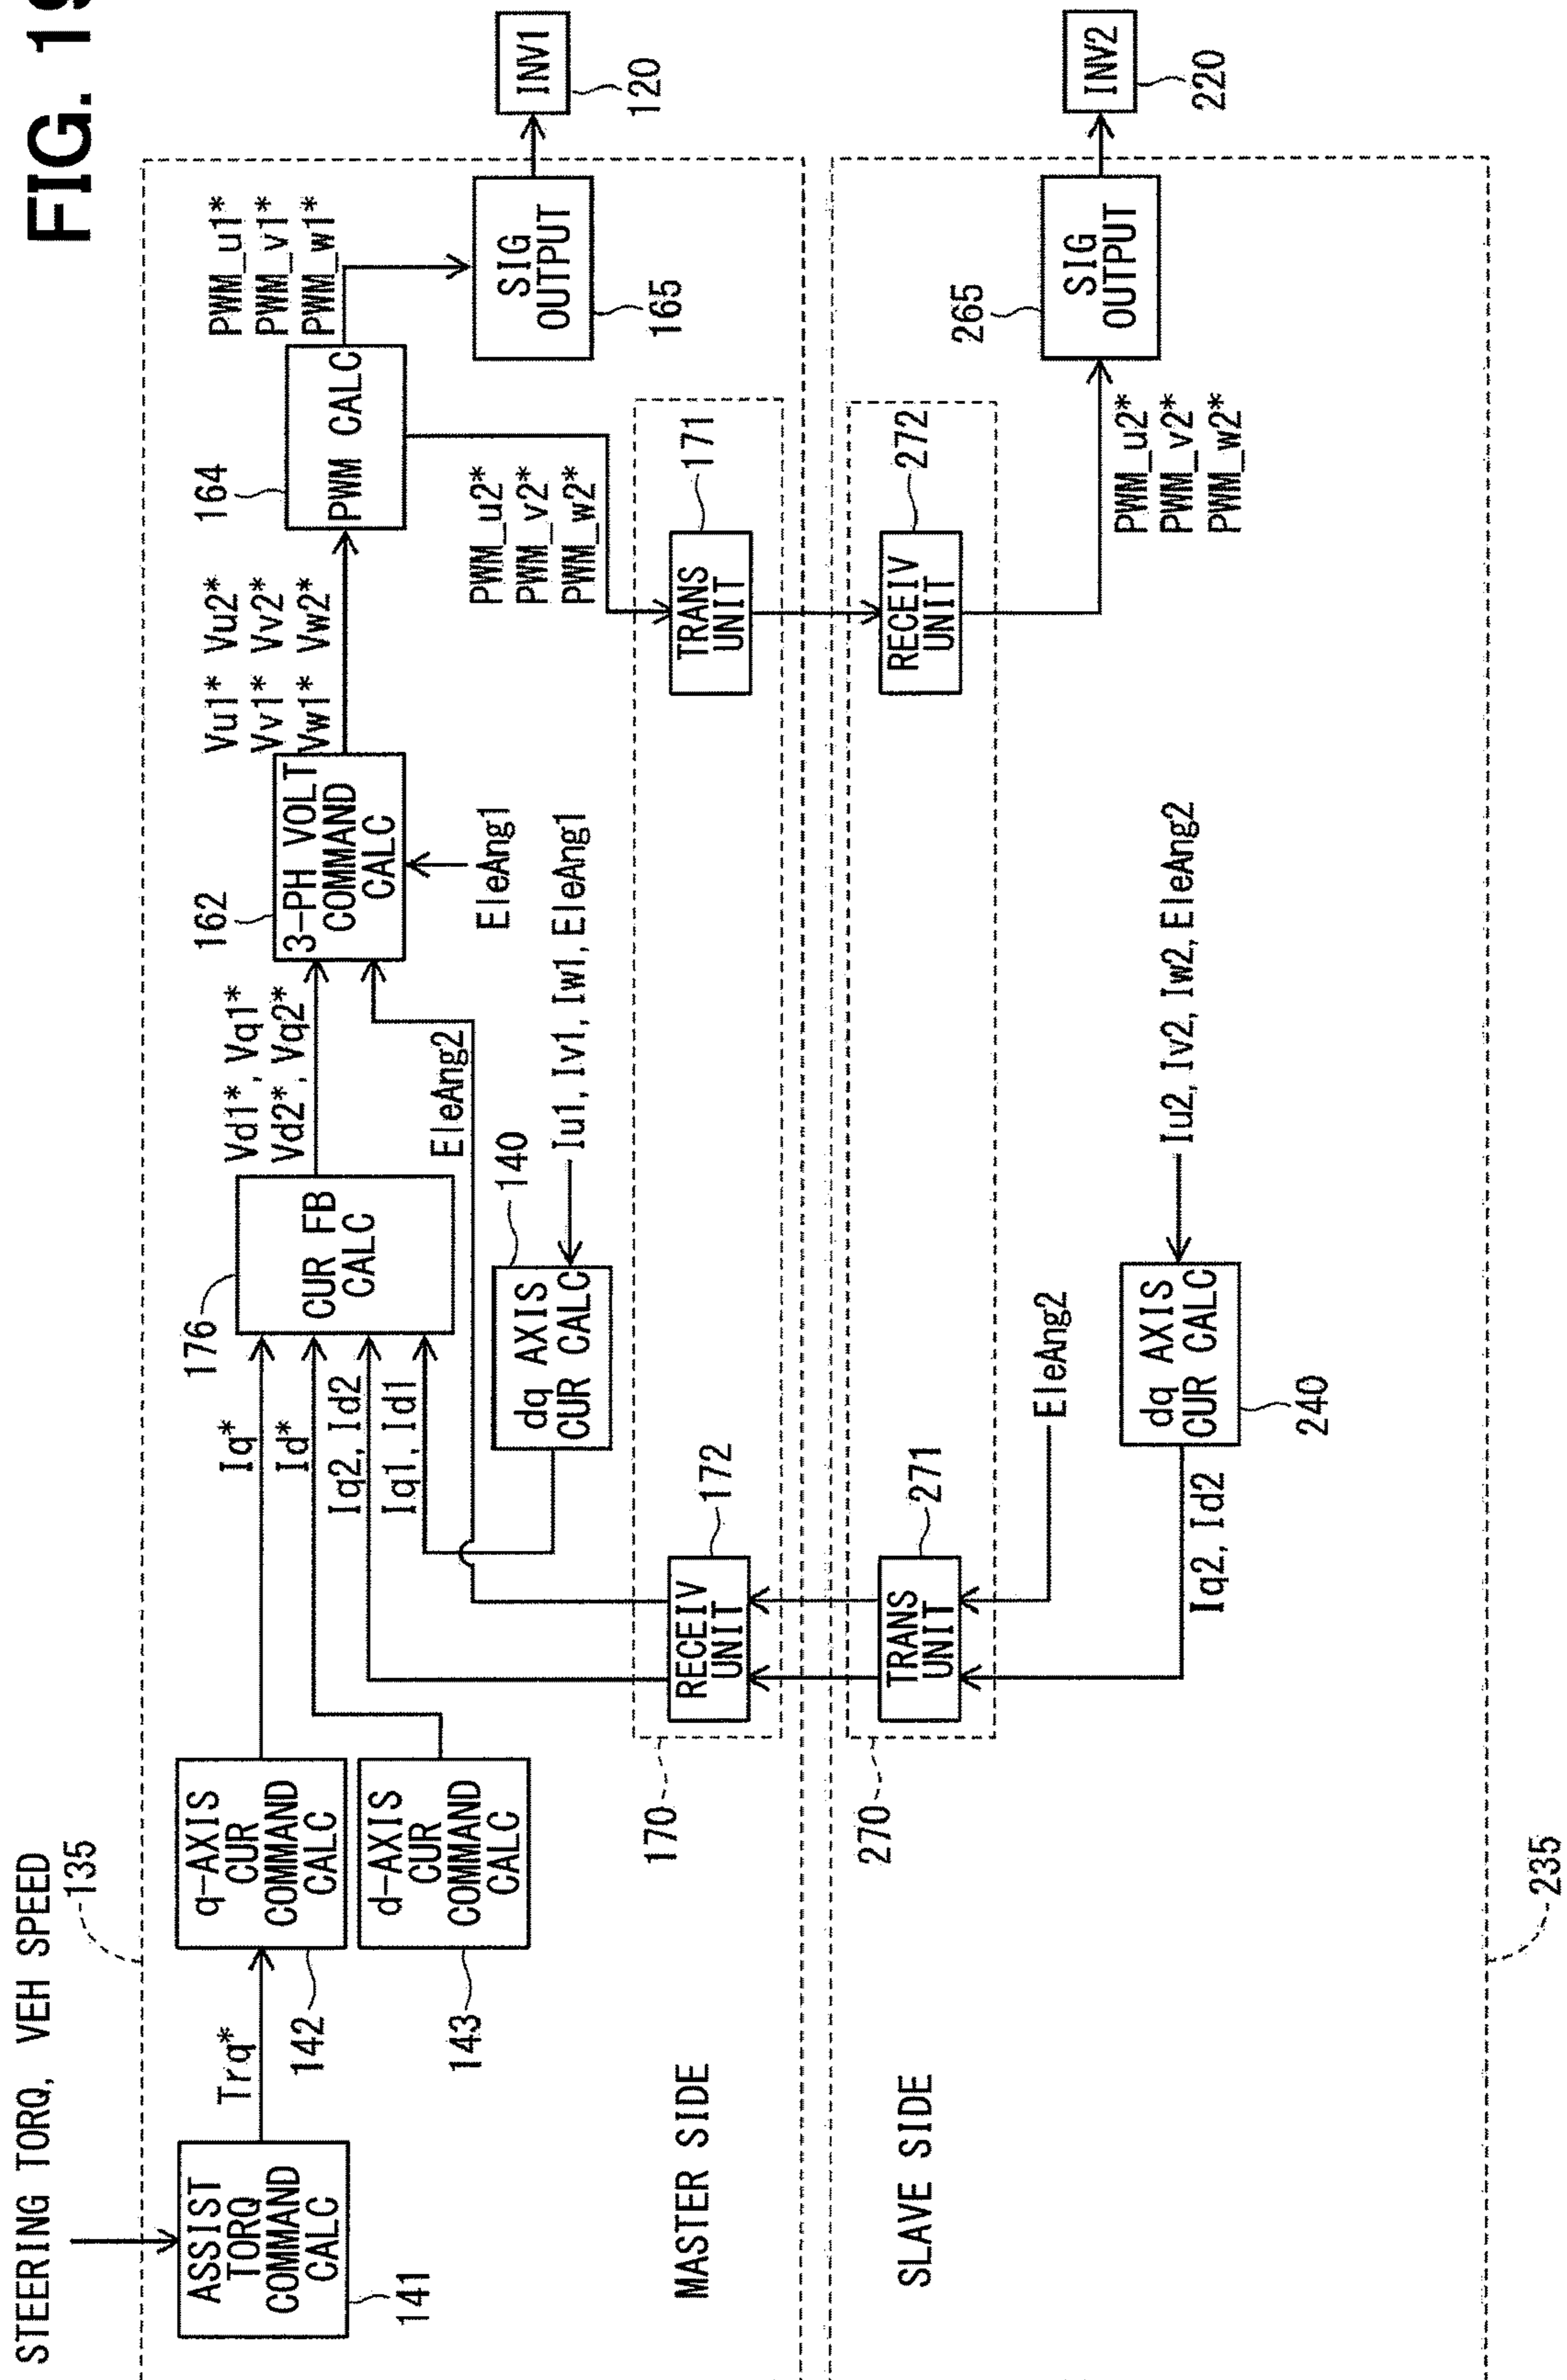 FIG. 19
STEERING TORQ, VEH SPEED
135
ASSIST
TORQ
COMMAND
CALC
141
Trq*
q-AXIS
CUR
COMMAND
CALC
142
d-AXIS
CUR
COMMAND
CALC
143
Iq*
Id*
Iq2, Id2
Iq1, Id1
176
CUR FB
CALC
Vd1*, Vq1*
Vd2*, Vq2*
EleAng2
dq AXIS
CUR CALC
140
Iu1, Iv1, Iw1, EleAng1
162
3-PH VOLT
COMMAND
CALC
EleAng1
Vu1* Vu2*
Vv1* Vv2*
Vw1* Vw2*
164
PWM CALC
PWM_u1*
PWM_v1*
PWM_w1*
SIG
OUTPUT
165
INV1
120
PWM_u2*
PWM_v2*
PWM_w2*
170
RECEIV
UNIT
172
TRANS
UNIT
171
MASTER SIDE
SLAVE SIDE
270
TRANS
UNIT
271
RECEIV
UNIT
272
EleAng2
Iq2, Id2
dq AXIS
CUR CALC
240
Iu2, Iv2, Iw2, EleAng2
PWM_u2*
PWM_v2*
PWM_w2*
265
SIG
OUTPUT
INV2
220
235